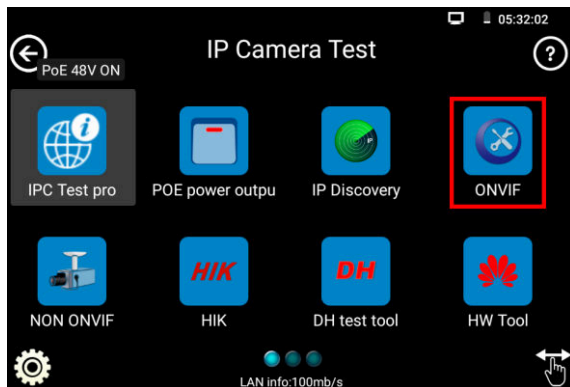 05:32:02
IP Camera Test
?
PoE 48V ON
i
IP
IPC Test pro
POE power outpu
IP Discovery
ONVIF
HIK
DH
NON ONVIF
HIK
DH test tool
HW Tool
LAN info:100mb/s